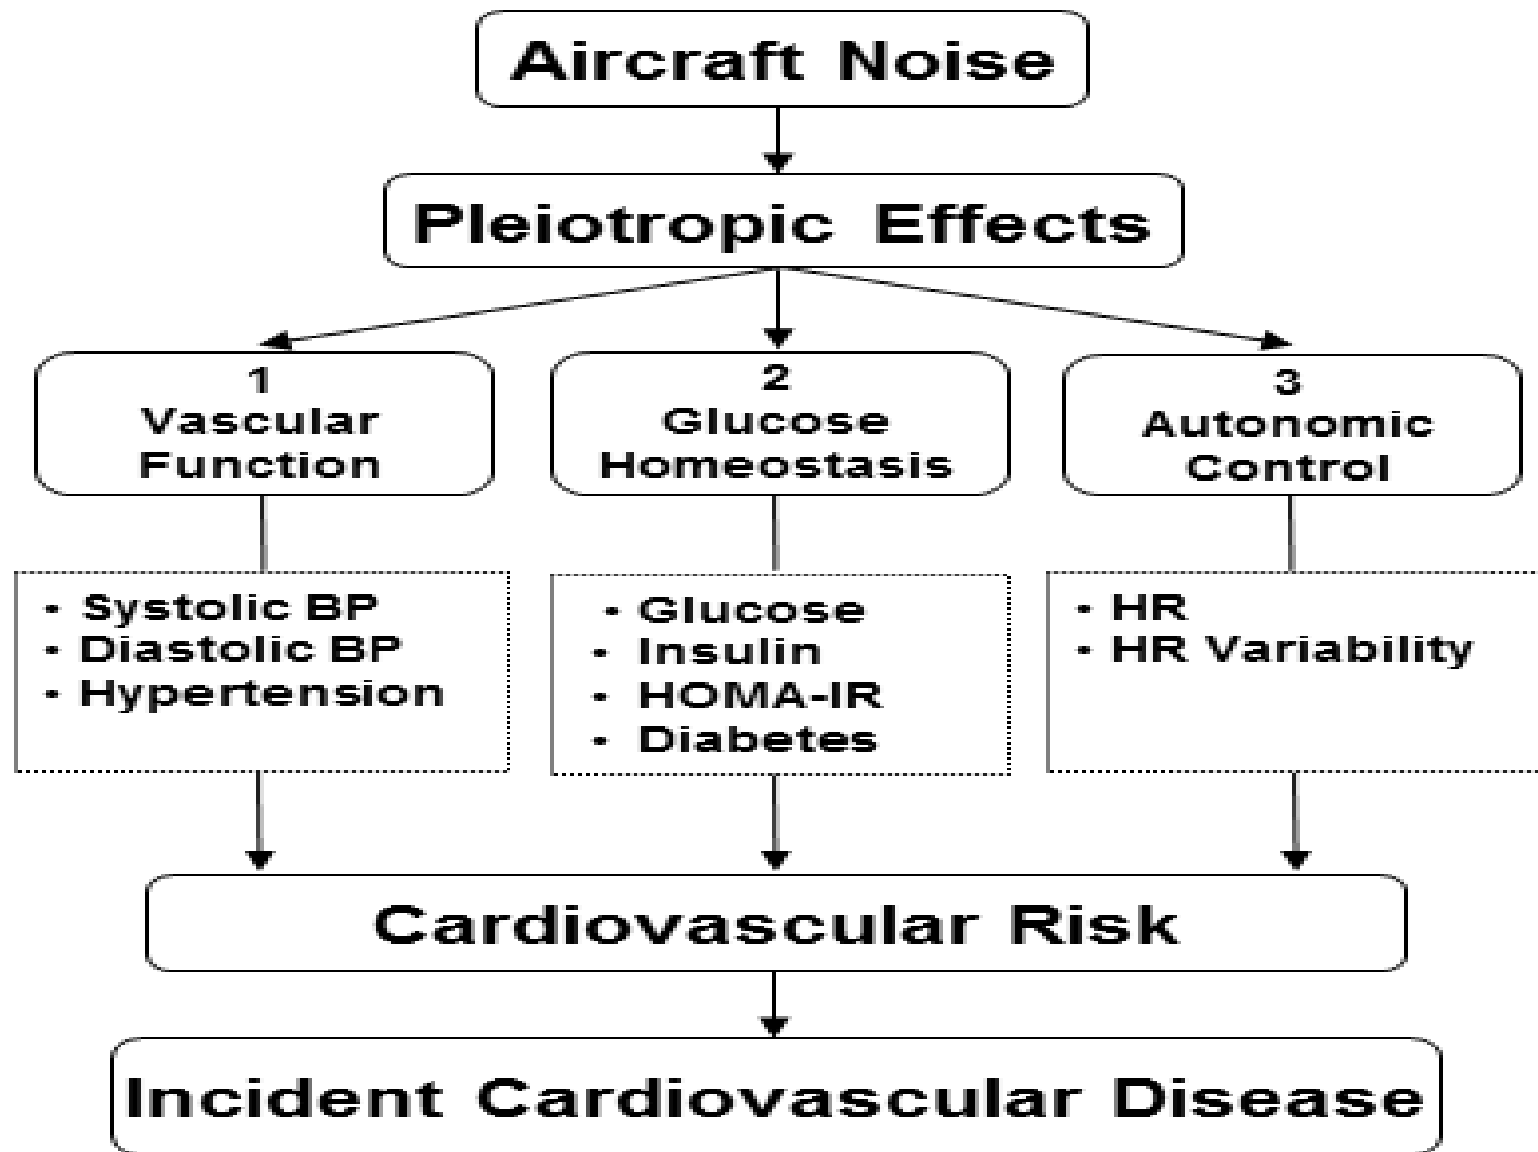 Aircraft Noise
Pleiotropic Effects
1
Vascular
Function
2
Glucose
Homeostasis
3
Autonomic
Control
• Systolic BP
• Diastolic BP
• Hypertension
• Glucose
• Insulin
• HOMA-IR
• Diabetes
• HR
• HR Variability
Cardiovascular Risk
Incident Cardiovascular Disease